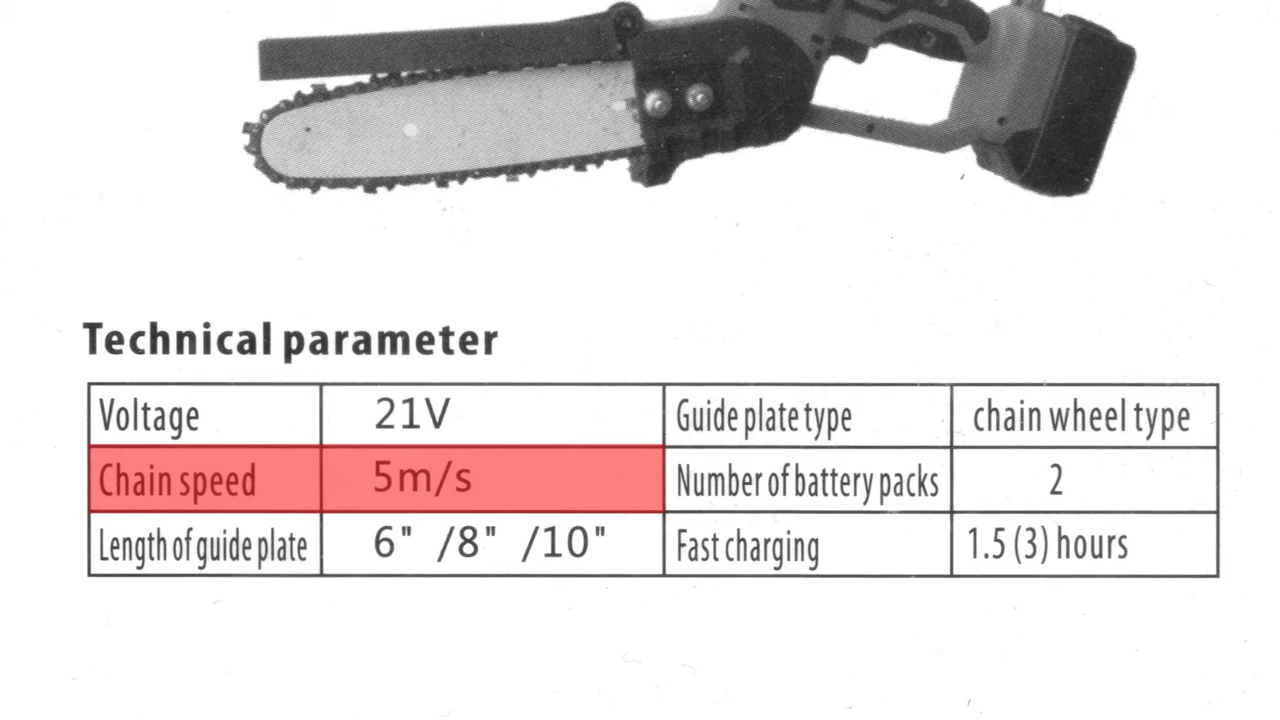 Technical parameter
Voltage 21V Guide plate type chain wheel type
Chain speed 5m/s Number of battery packs 2
Length of guide plate 6" /8" /10" Fast charging 1.5 (3) hours